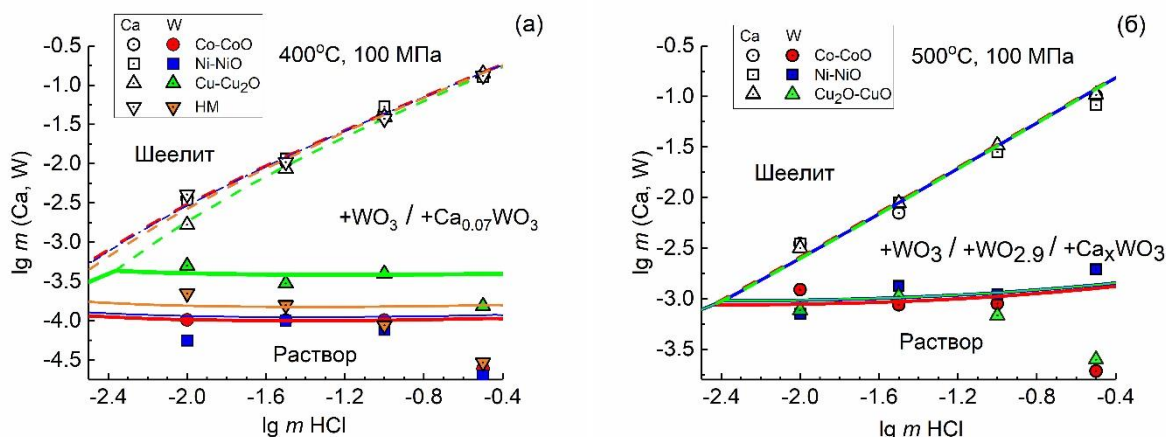 (а)
400°C, 100 МПа
Ca W
Co-CoO
Ni-NiO
Cu-Cu₂O
HM
Шеелит
+WO₃ / +Ca₀.₀₇WO₃
Раствор
lg m (Ca, W)
-0.5
-1.0
-1.5
-2.0
-2.5
-3.0
-3.5
-4.0
-4.5
-2.4 -2.0 -1.6 -1.2 -0.8 -0.4
lg m HCl
(б)
500°C, 100 МПа
Ca W
Co-CoO
Ni-NiO
Cu₂O-CuO
Шеелит
+WO₃ / +WO₂.₉ / +CaₓWO₃
Раствор
lg m (Ca, W)
-0.5
-1.0
-1.5
-2.0
-2.5
-3.0
-3.5
-2.4 -2.0 -1.6 -1.2 -0.8 -0.4
lg m HCl